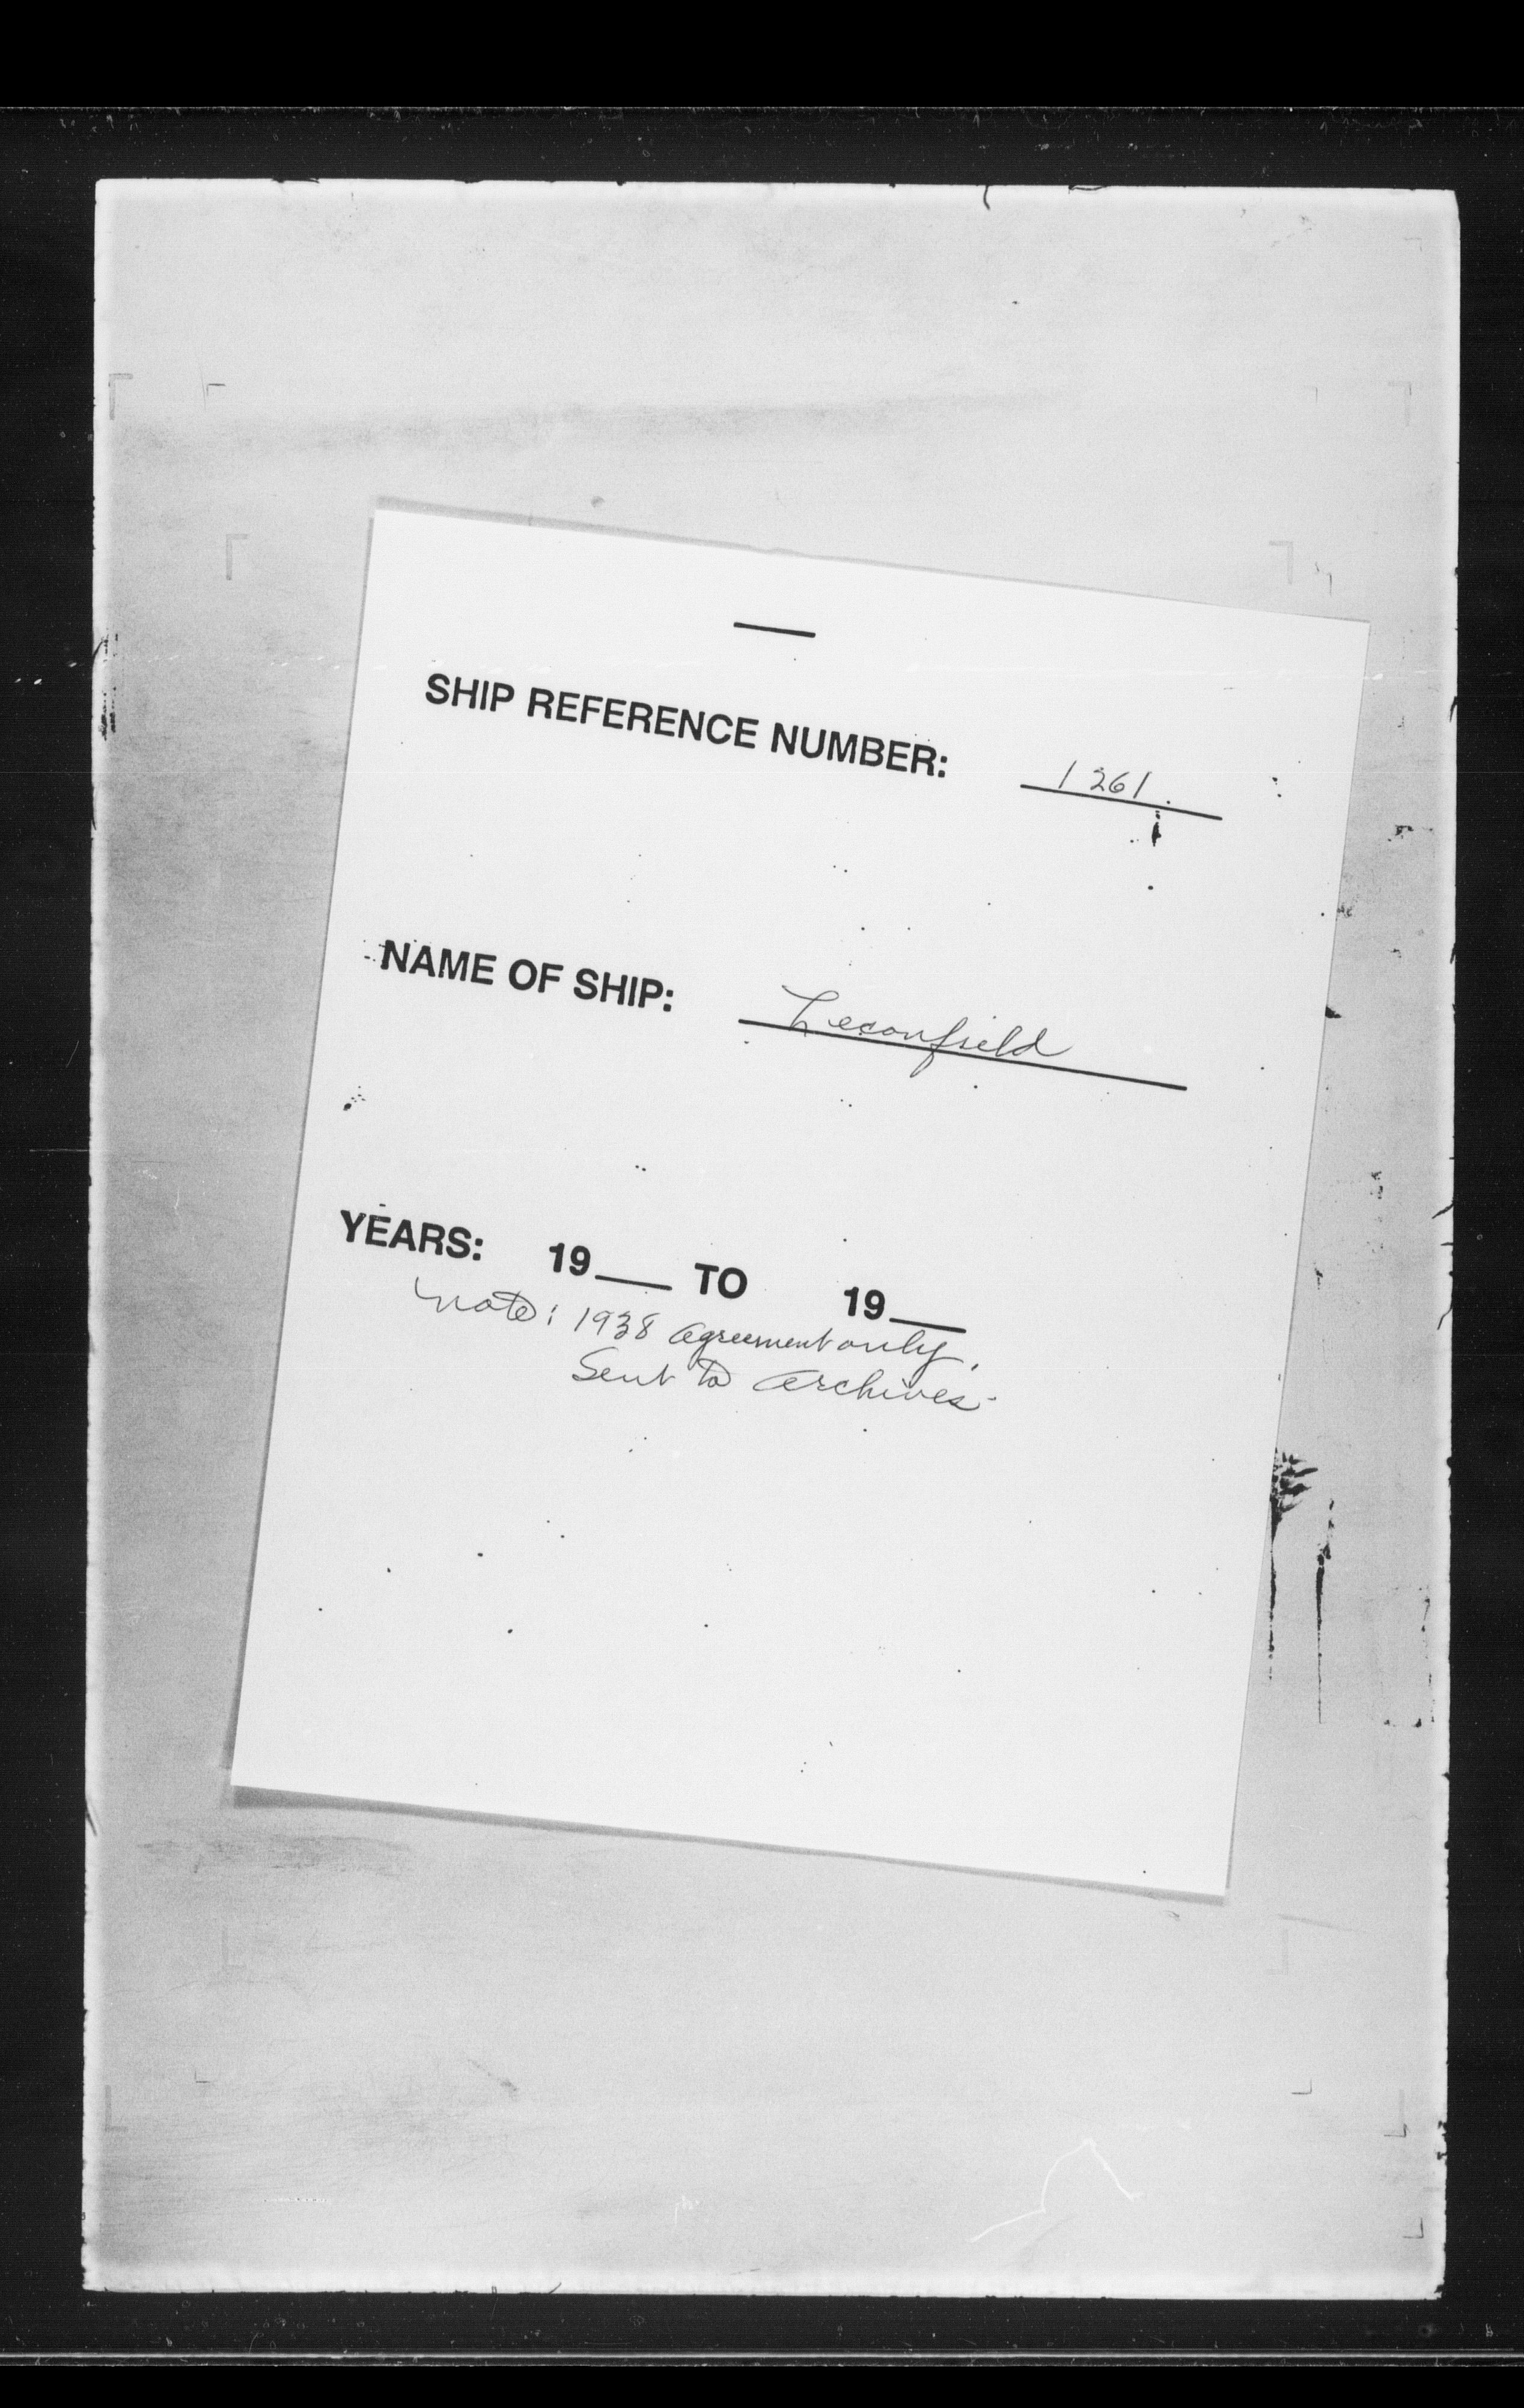 SHIP REFERENCE NUMBER: 1261.
NAME OF SHIP: Leconfield
YEARS: 19___ TO 19___
Note: 1938 agreement only.
Sent to Archives.